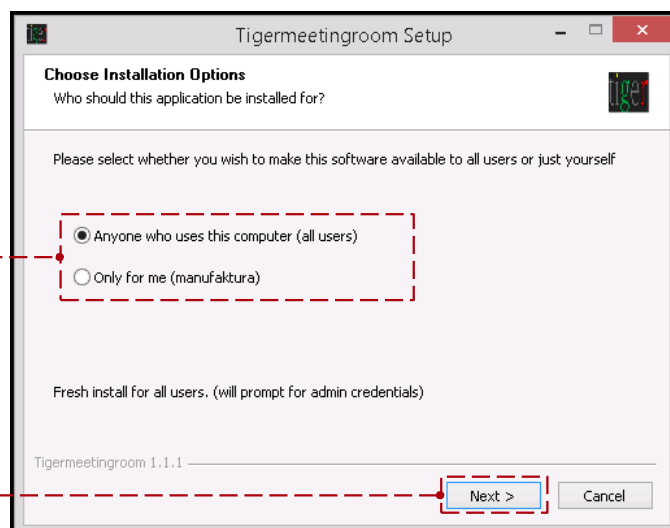 Tigermeetingroom Setup
Choose Installation Options
Who should this application be installed for?
tiger
Please select whether you wish to make this software available to all users or just yourself
Anyone who uses this computer (all users)
Only for me (manufaktura)
Fresh install for all users. (will prompt for admin credentials)
Tigermeetingroom 1.1.1
Next >
Cancel